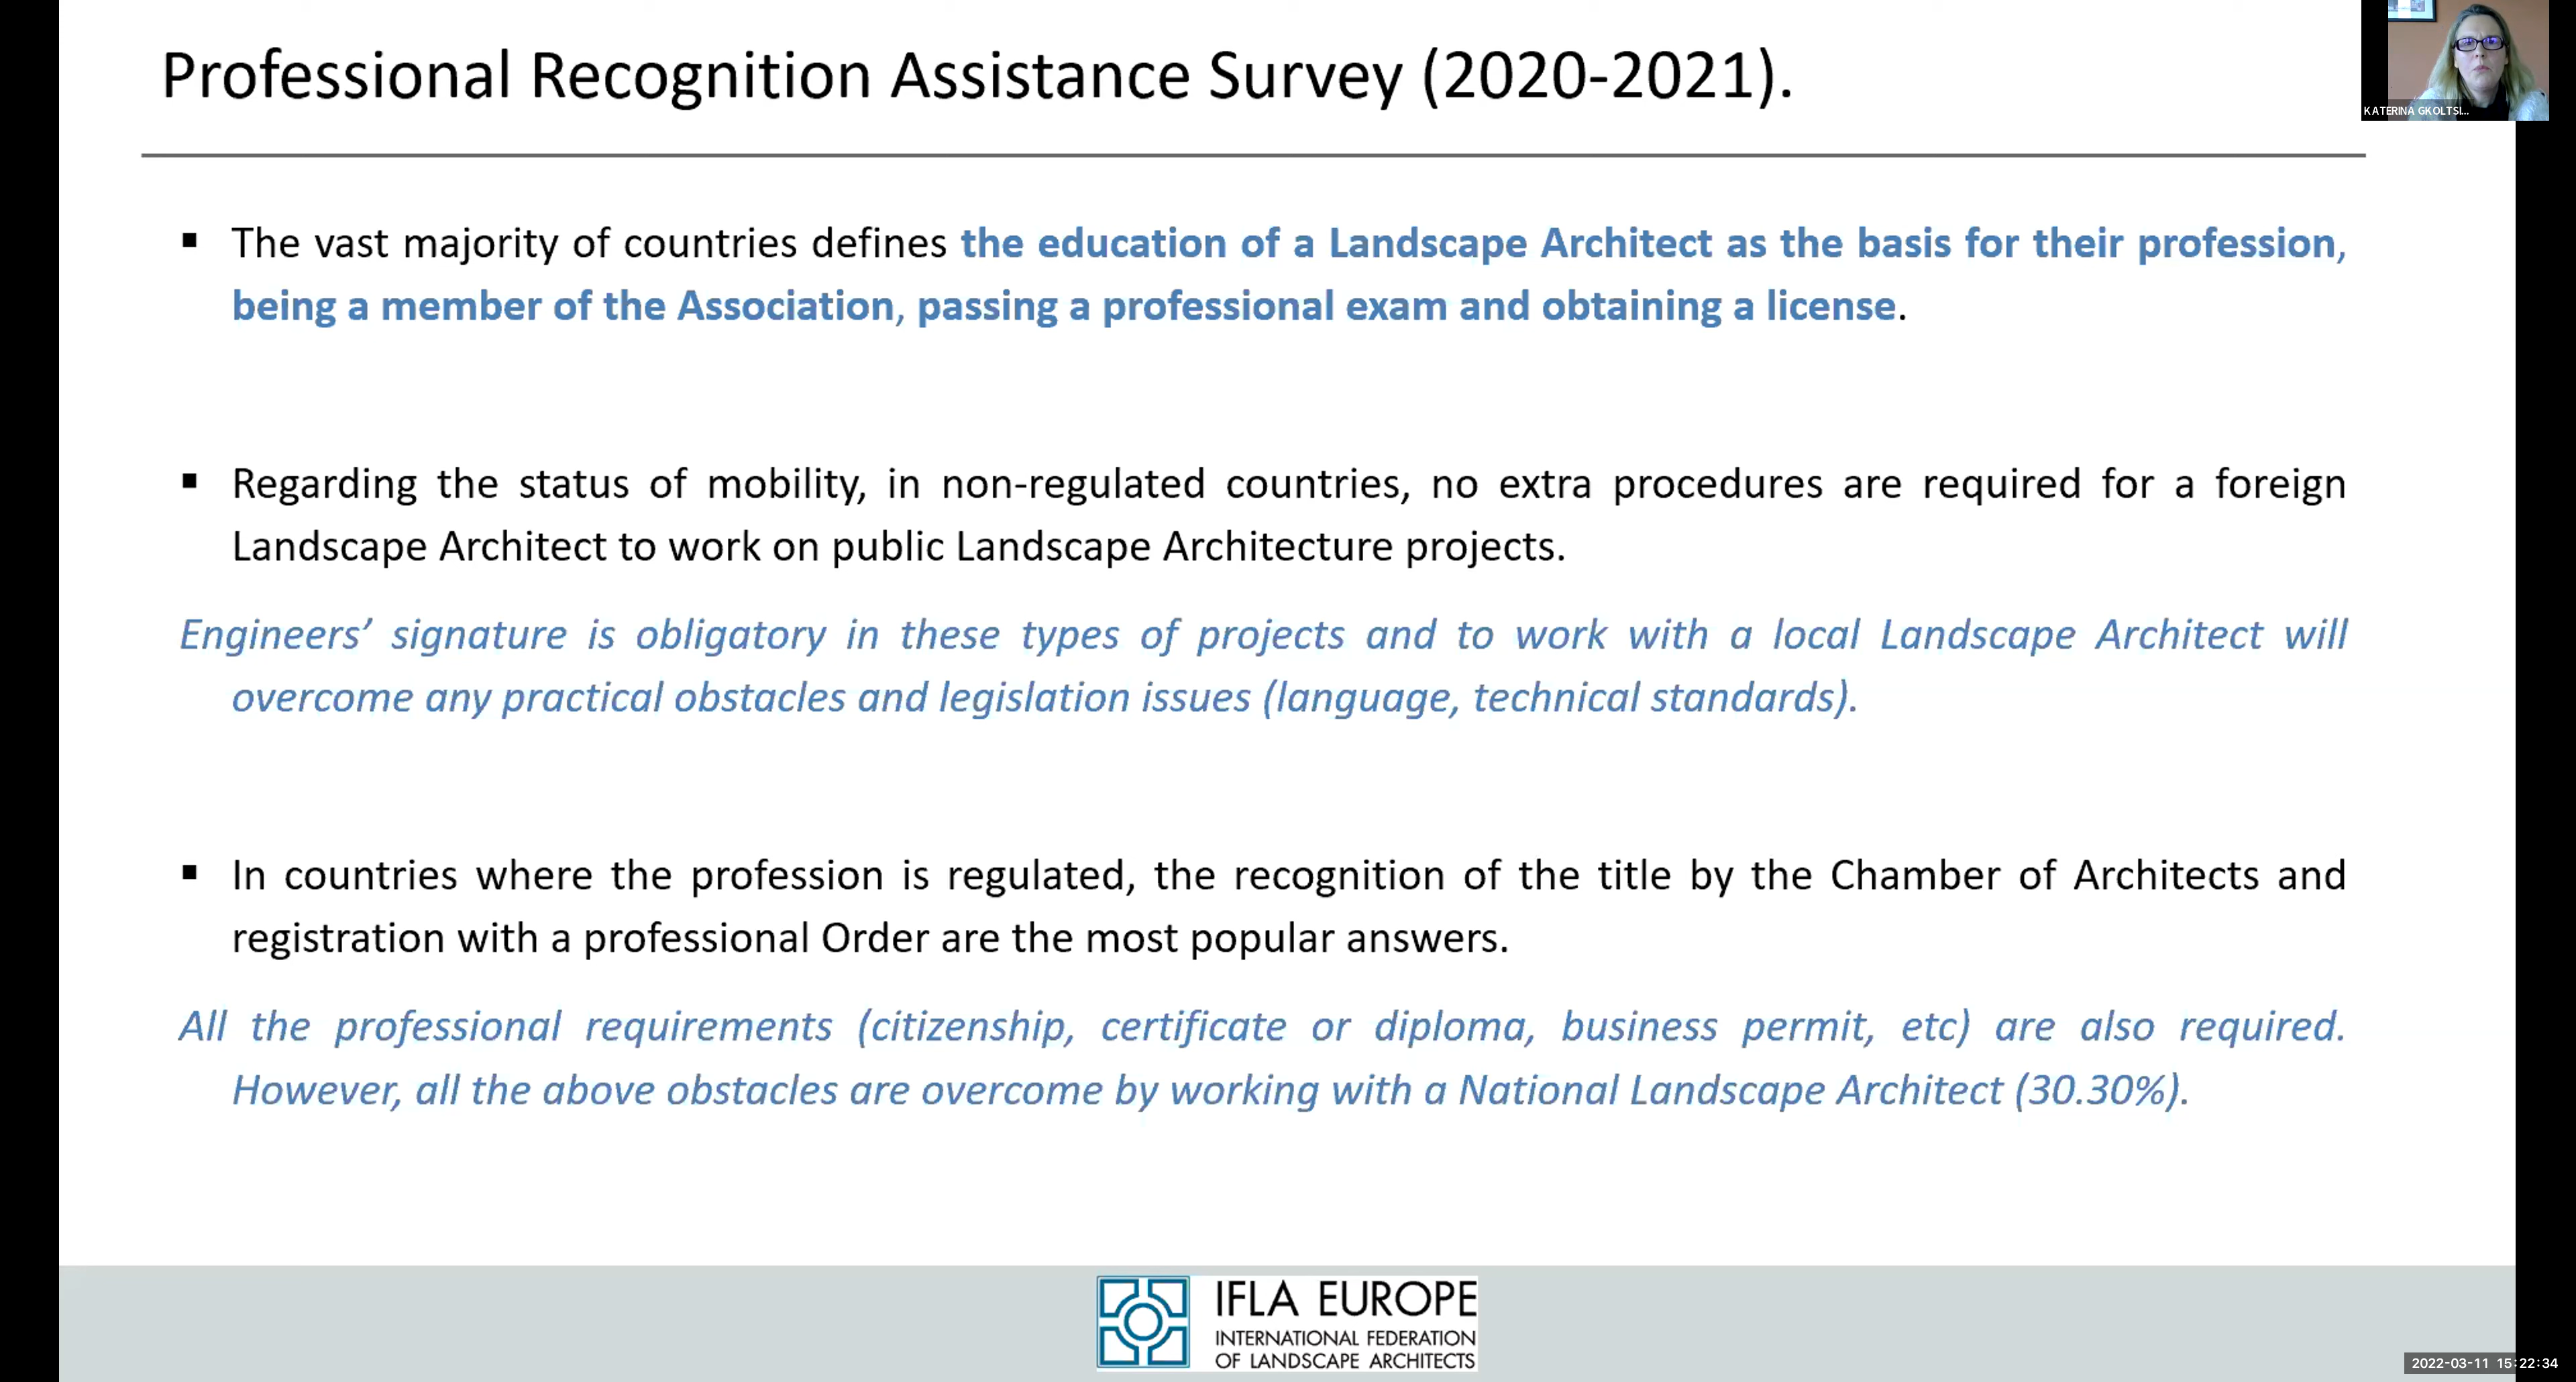 Professional Recognition Assistance Survey (2020-2021).
KATERINA GKOLTSI...
▪ The vast majority of countries defines the education of a Landscape Architect as the basis for their profession,
being a member of the Association, passing a professional exam and obtaining a license.
▪ Regarding the status of mobility, in non-regulated countries, no extra procedures are required for a foreign
Landscape Architect to work on public Landscape Architecture projects.
Engineers’ signature is obligatory in these types of projects and to work with a local Landscape Architect will
overcome any practical obstacles and legislation issues (language, technical standards).
▪ In countries where the profession is regulated, the recognition of the title by the Chamber of Architects and
registration with a professional Order are the most popular answers.
All the professional requirements (citizenship, certificate or diploma, business permit, etc) are also required.
However, all the above obstacles are overcome by working with a National Landscape Architect (30.30%).
IFLA EUROPE
INTERNATIONAL FEDERATION
OF LANDSCAPE ARCHITECTS
2022-03-11 15:22:34